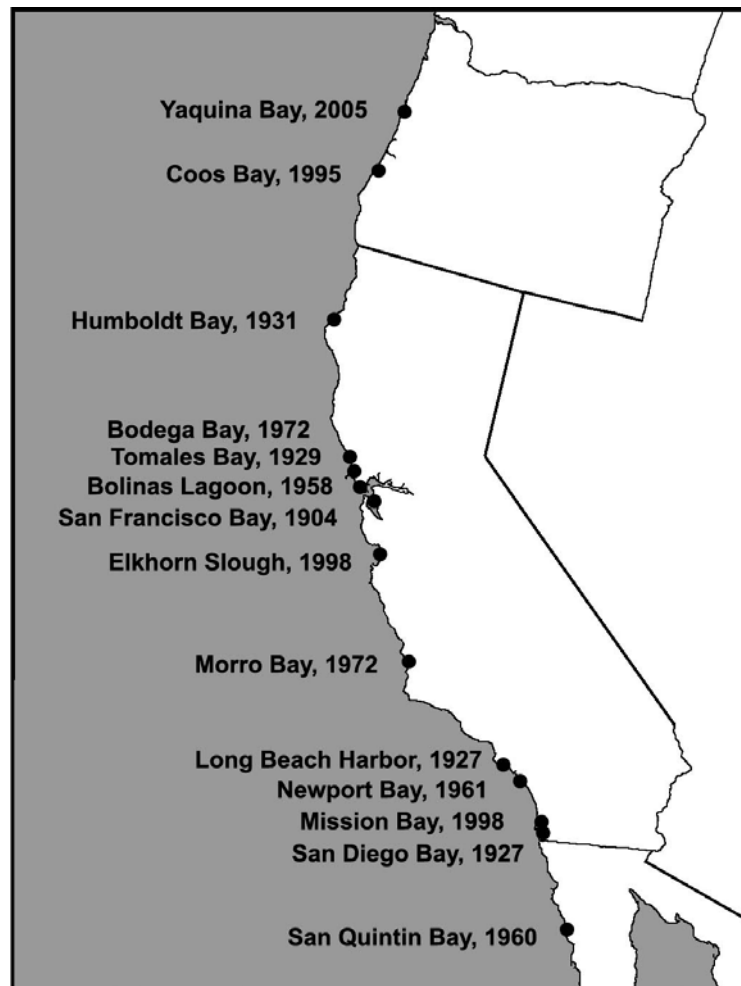 Yaquina Bay, 2005
Coos Bay, 1995
Humboldt Bay, 1931
Bodega Bay, 1972
Tomales Bay, 1929
Bolinas Lagoon, 1958
San Francisco Bay, 1904
Elkhorn Slough, 1998
Morro Bay, 1972
Long Beach Harbor, 1927
Newport Bay, 1961
Mission Bay, 1998
San Diego Bay, 1927
San Quintin Bay, 1960